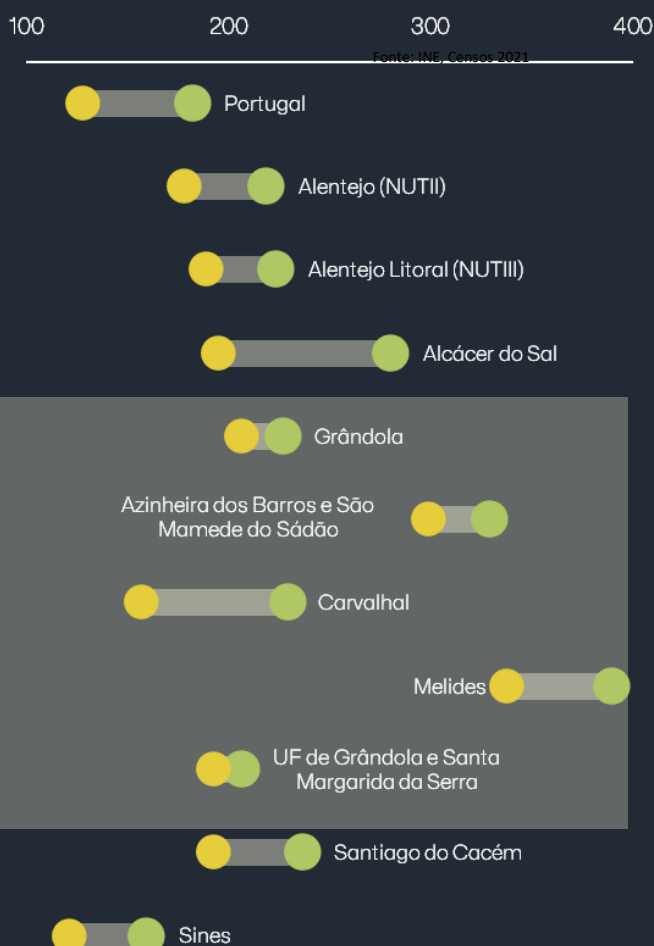 100 200 300 400
Fonte: INE, Censos 2021
Portugal
Alentejo (NUTII)
Alentejo Litoral (NUTIII)
Alcácer do Sal
Grândola
Azinheira dos Barros e São
Mamede do Sádão
Carvalhal
Melides
UF de Grândola e Santa
Margarida da Serra
Santiago do Cacém
Sines